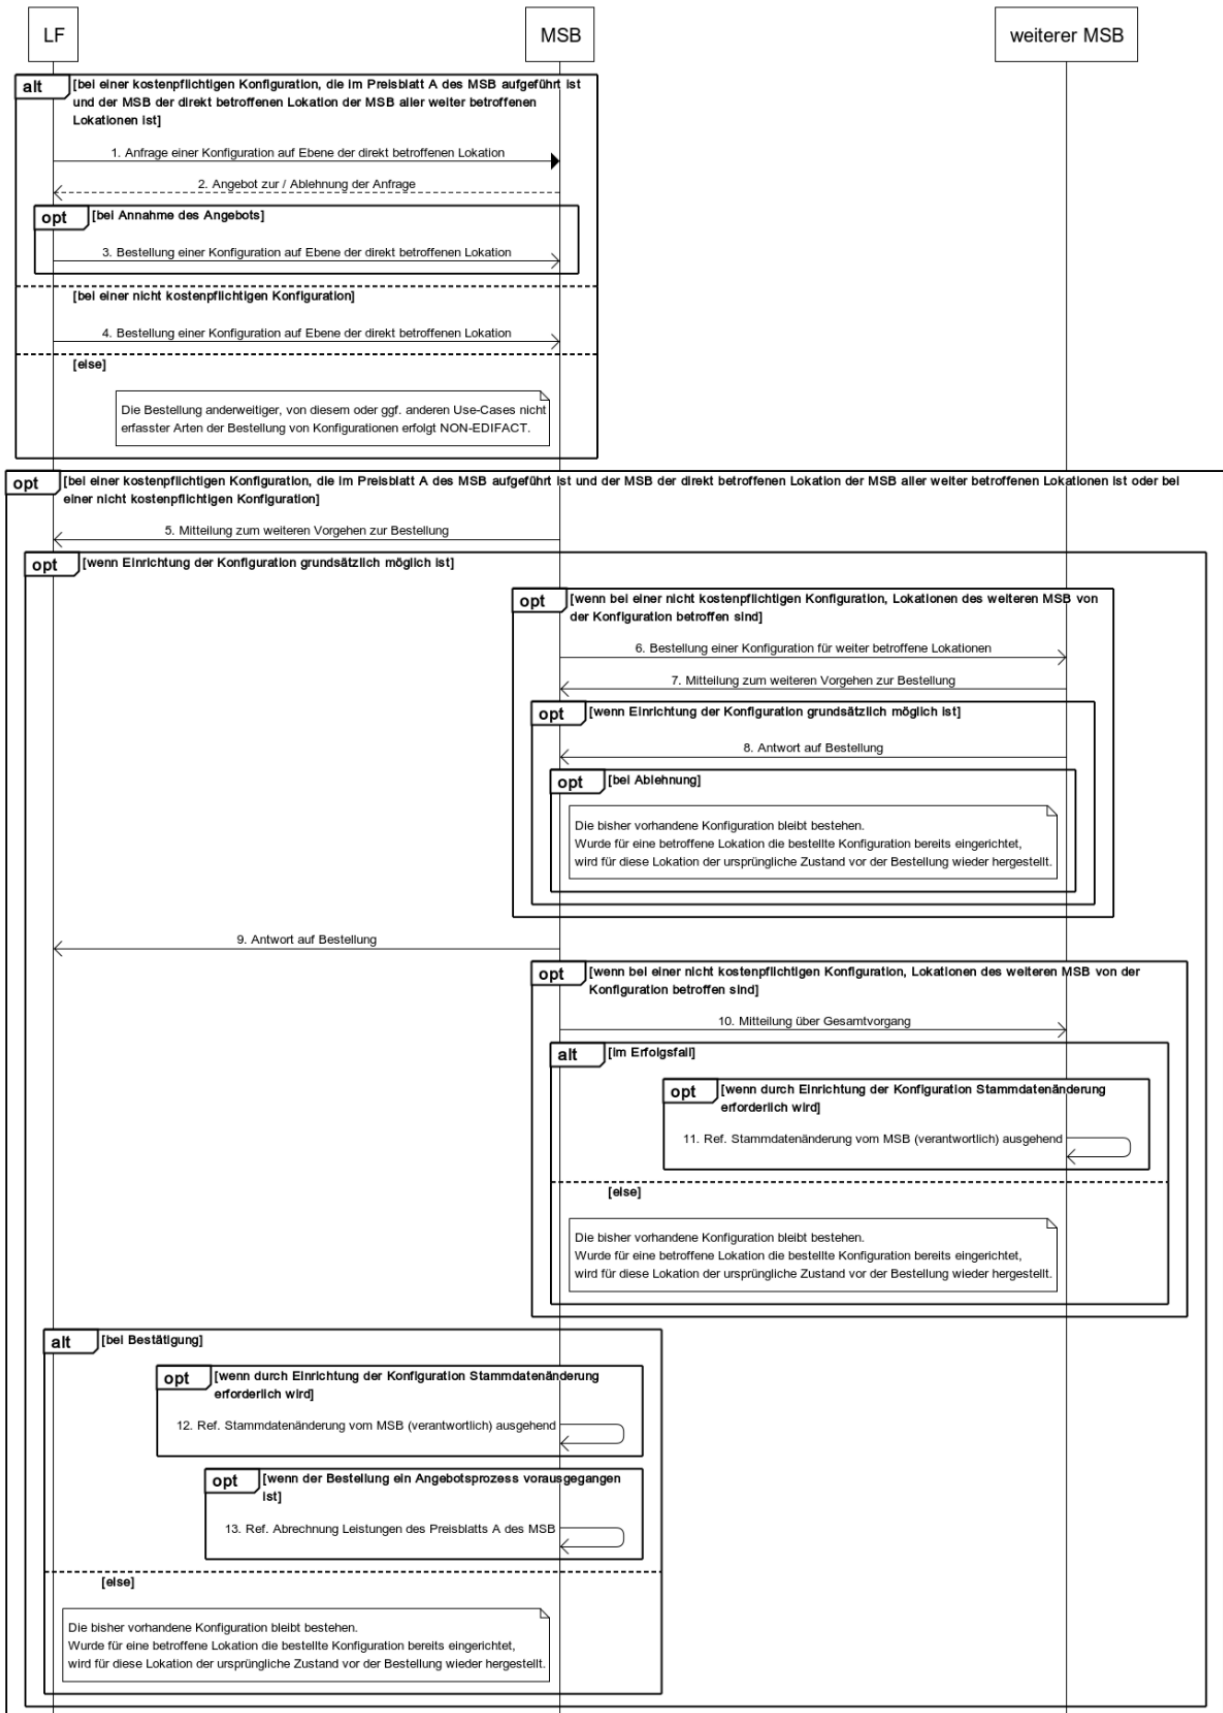 LF
MSB
weiterer MSB
alt
[bei einer kostenpflichtigen Konfiguration, die im Preisblatt A des MSB aufgeführt ist
und der MSB der direkt betroffenen Lokation der MSB aller weiter betroffenen
Lokationen ist]
1. Anfrage einer Konfiguration auf Ebene der direkt betroffenen Lokation
2. Angebot zur / Ablehnung der Anfrage
opt
[bei Annahme des Angebots]
3. Bestellung einer Konfiguration auf Ebene der direkt betroffenen Lokation
[bei einer nicht kostenpflichtigen Konfiguration]
4. Bestellung einer Konfiguration auf Ebene der direkt betroffenen Lokation
[else]
Die Bestellung anderweitiger, von diesem oder ggf. anderen Use-Cases nicht
erfasster Arten der Bestellung von Konfigurationen erfolgt NON-EDIFACT.
opt
[bei einer kostenpflichtigen Konfiguration, die im Preisblatt A des MSB aufgeführt ist und der MSB der direkt betroffenen Lokation der MSB aller weiter betroffenen Lokationen ist oder bei
einer nicht kostenpflichtigen Konfiguration]
5. Mitteilung zum weiteren Vorgehen zur Bestellung
opt
[wenn Einrichtung der Konfiguration grundsätzlich möglich ist]
opt
[wenn bei einer nicht kostenpflichtigen Konfiguration, Lokationen des weiteren MSB von
der Konfiguration betroffen sind]
6. Bestellung einer Konfiguration für weiter betroffene Lokationen
7. Mitteilung zum weiteren Vorgehen zur Bestellung
opt
[wenn Einrichtung der Konfiguration grundsätzlich möglich ist]
8. Antwort auf Bestellung
opt
[bei Ablehnung]
Die bisher vorhandene Konfiguration bleibt bestehen.
Wurde für eine betroffene Lokation die bestellte Konfiguration bereits eingerichtet,
wird für diese Lokation der ursprüngliche Zustand vor der Bestellung wieder hergestellt.
9. Antwort auf Bestellung
opt
[wenn bei einer nicht kostenpflichtigen Konfiguration, Lokationen des weiteren MSB von der
Konfiguration betroffen sind]
10. Mitteilung über Gesamtvorgang
alt
[im Erfolgsfall]
opt
[wenn durch Einrichtung der Konfiguration Stammdatenänderung
erforderlich wird]
11. Ref. Stammdatenänderung vom MSB (verantwortlich) ausgehend
[else]
Die bisher vorhandene Konfiguration bleibt bestehen.
Wurde für eine betroffene Lokation die bestellte Konfiguration bereits eingerichtet,
wird für diese Lokation der ursprüngliche Zustand vor der Bestellung wieder hergestellt.
alt
[bei Bestätigung]
opt
[wenn durch Einrichtung der Konfiguration Stammdatenänderung
erforderlich wird]
12. Ref. Stammdatenänderung vom MSB (verantwortlich) ausgehend
opt
[wenn der Bestellung ein Angebotsprozess vorausgegangen
ist]
13. Ref. Abrechnung Leistungen des Preisblatts A des MSB
[else]
Die bisher vorhandene Konfiguration bleibt bestehen.
Wurde für eine betroffene Lokation die bestellte Konfiguration bereits eingerichtet,
wird für diese Lokation der ursprüngliche Zustand vor der Bestellung wieder hergestellt.